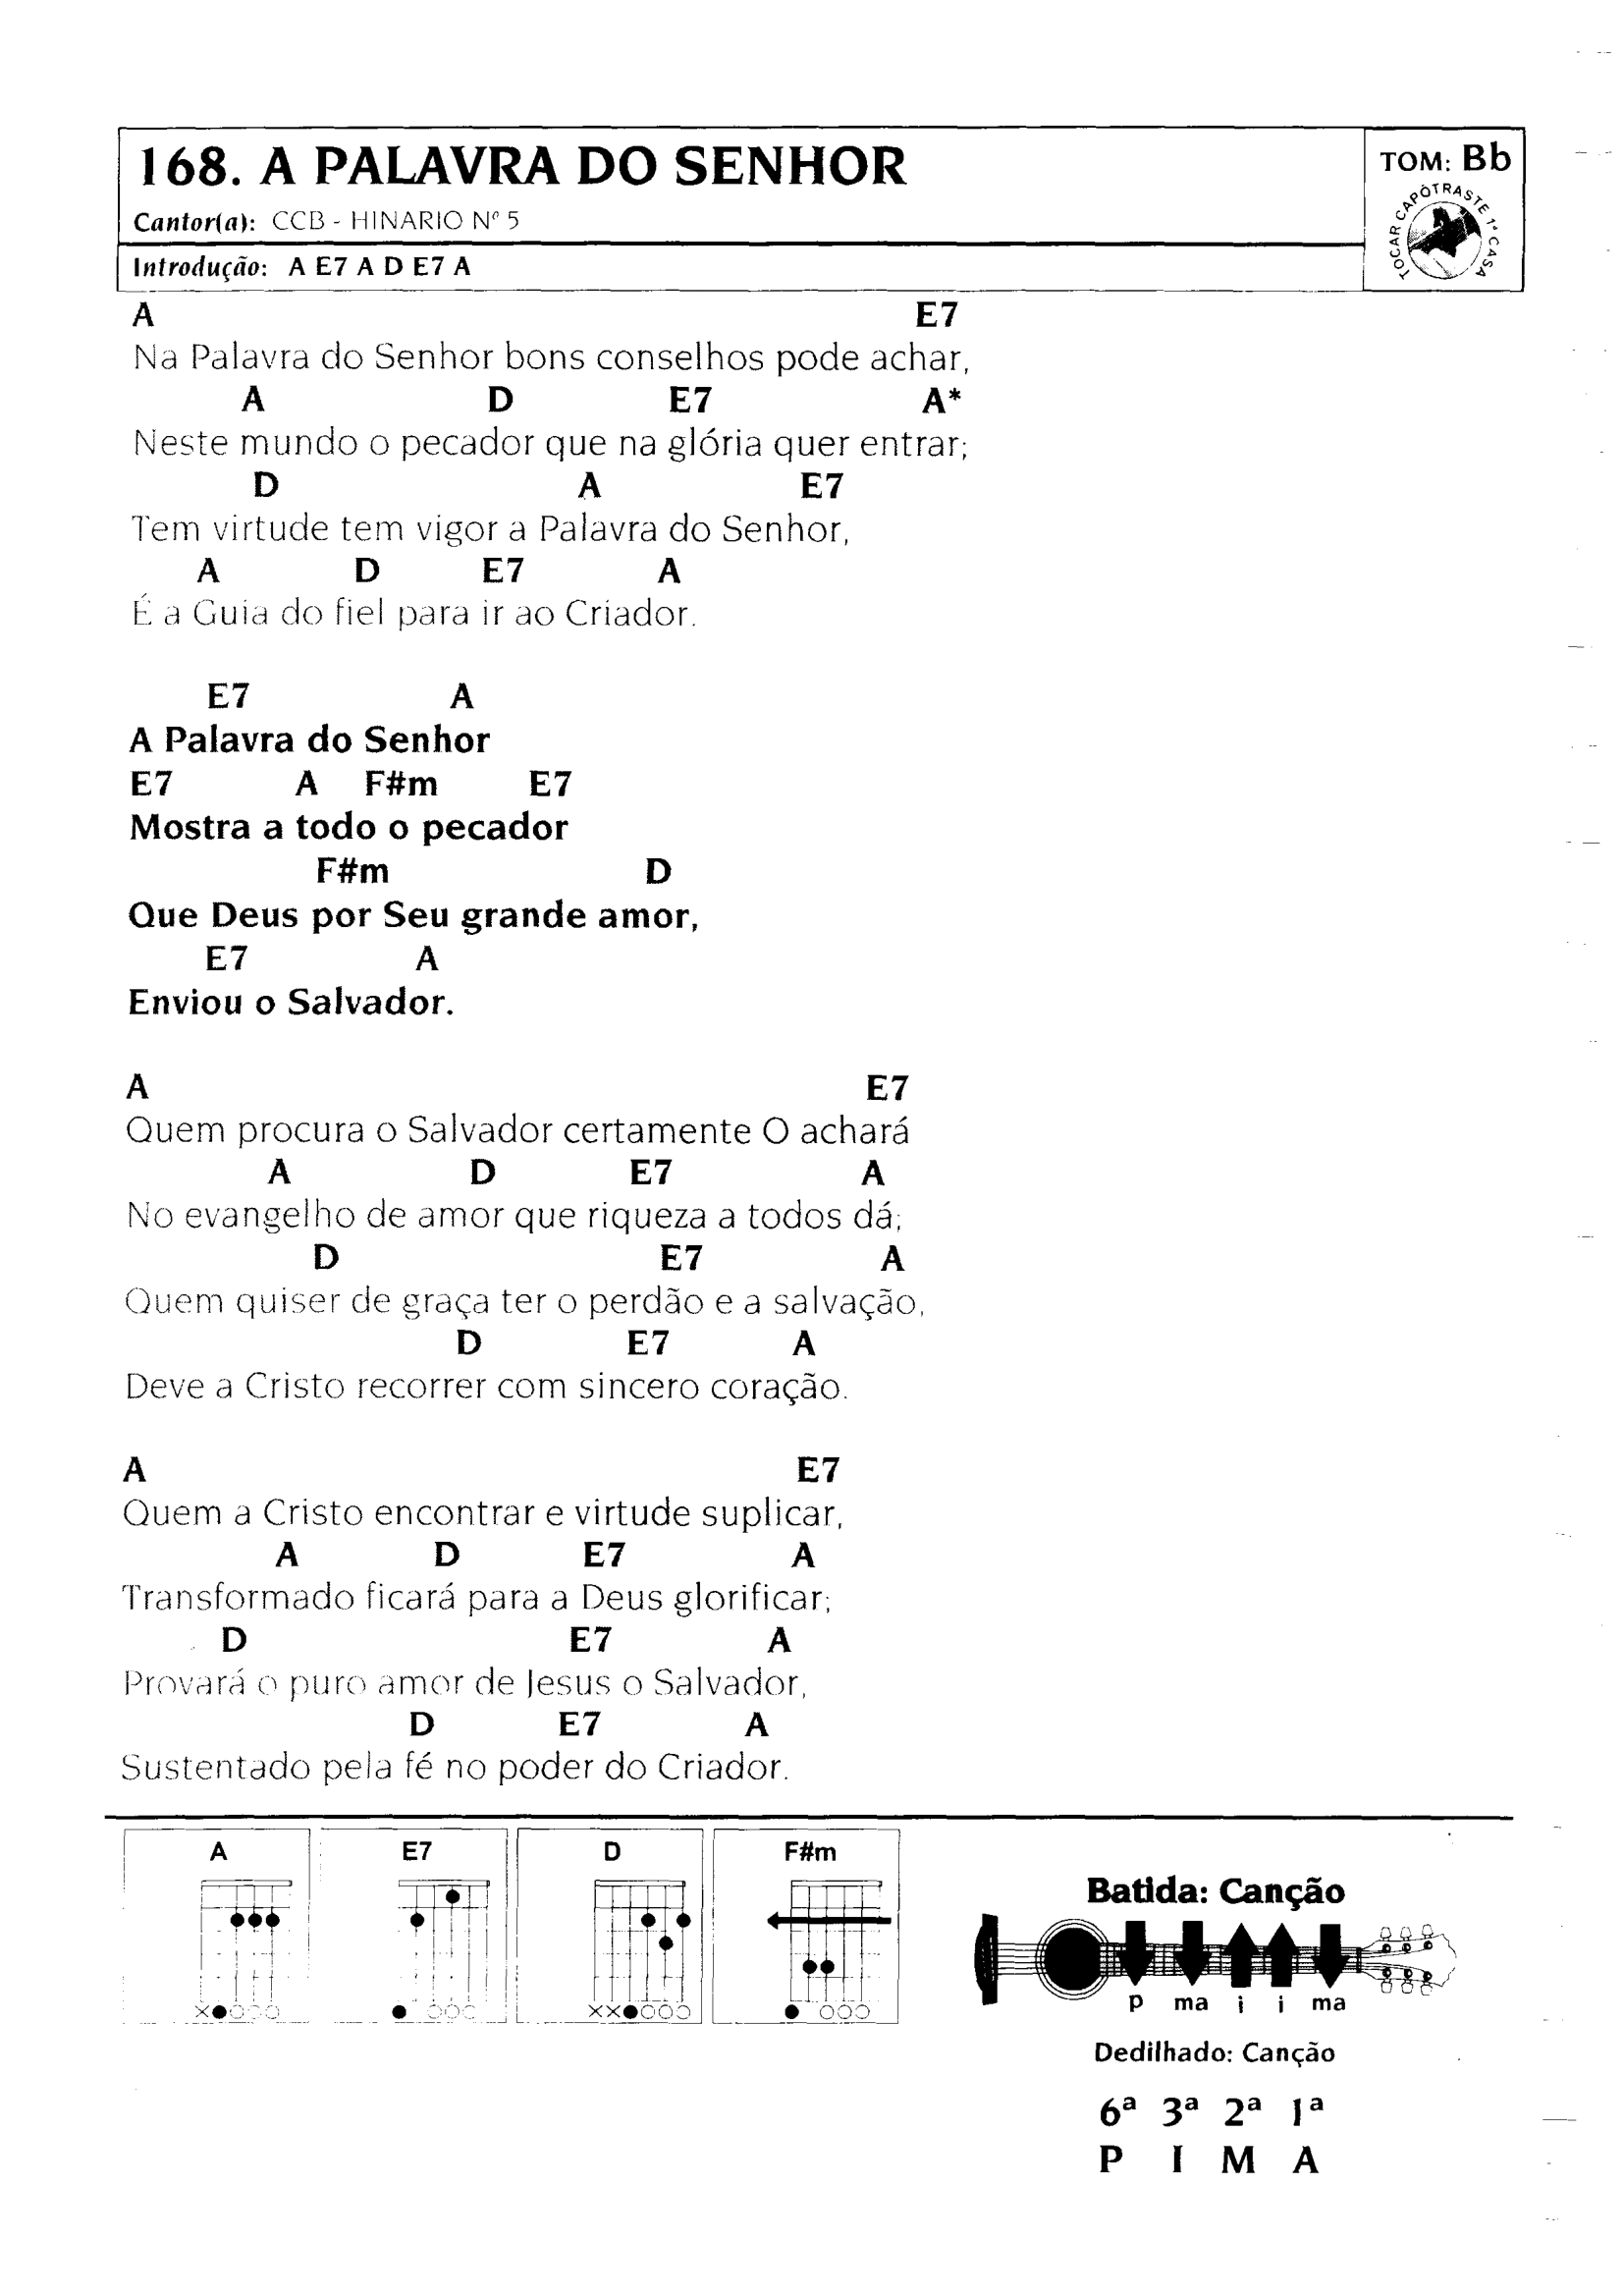 168. A PALAVRA DO SENHOR
Cantor(a): CCB - HINARIO Nº 5
Introdução: A E7 A D E7 A
TOM: Bb
TOCAR CAPÔTRASTE 1ª CASA
A E7
Na Palavra do Senhor bons conselhos pode achar,
A D E7 A*
Neste mundo o pecador que na glória quer entrar;
D A E7
Tem virtude tem vigor a Palavra do Senhor,
A D E7 A
É a Guia do fiel para ir ao Criador.
E7 A
A Palavra do Senhor
E7 A F#m E7
Mostra a todo o pecador
F#m D
Que Deus por Seu grande amor,
E7 A
Enviou o Salvador.
A E7
Quem procura o Salvador certamente O achará
A D E7 A
No evangelho de amor que riqueza a todos dá;
D E7 A
Quem quiser de graça ter o perdão e a salvação,
D E7 A
Deve a Cristo recorrer com sincero coração.
A E7
Quem a Cristo encontrar e virtude suplicar,
A D E7 A
Transformado ficará para a Deus glorificar;
D E7 A
Provará o puro amor de Jesus o Salvador,
D E7 A
Sustentado pela fé no poder do Criador.
A E7 D F#m
Batida: Canção
p ma i i ma
Dedilhado: Canção
6ª 3ª 2ª 1ª
P I M A